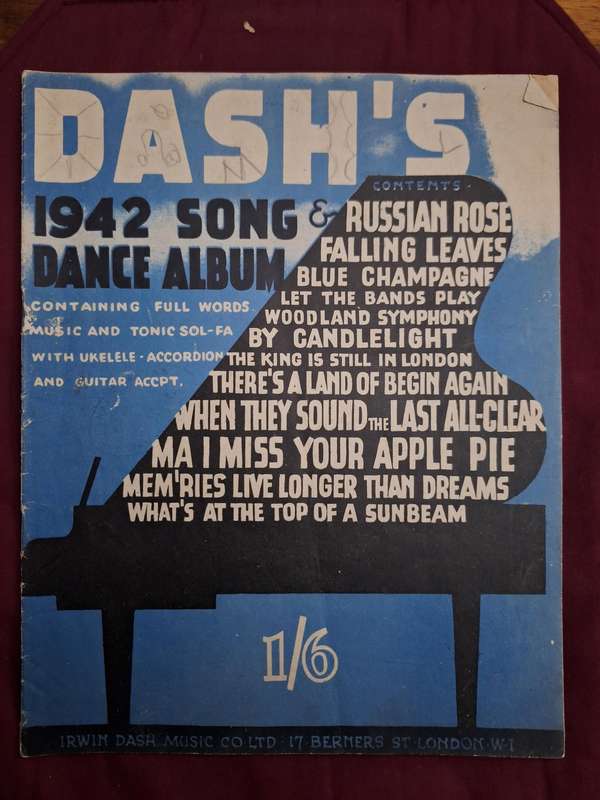 DASH'S
1942 SONG &
DANCE ALBUM
CONTAINING FULL WORDS
MUSIC AND TONIC SOL-FA
WITH UKELELE - ACCORDION
AND GUITAR ACCPT.
CONTENTS -
RUSSIAN ROSE
FALLING LEAVES
BLUE CHAMPAGNE
LET THE BANDS PLAY
WOODLAND SYMPHONY
BY CANDLELIGHT
THE KING IS STILL IN LONDON
THERE'S A LAND OF BEGIN AGAIN
WHEN THEY SOUND THE LAST ALL-CLEAR
MA I MISS YOUR APPLE PIE
MEM'RIES LIVE LONGER THAN DREAMS
WHAT'S AT THE TOP OF A SUNBEAM
1/6
IRWIN DASH MUSIC CO LTD · 17 BERNERS ST · LONDON · W·1